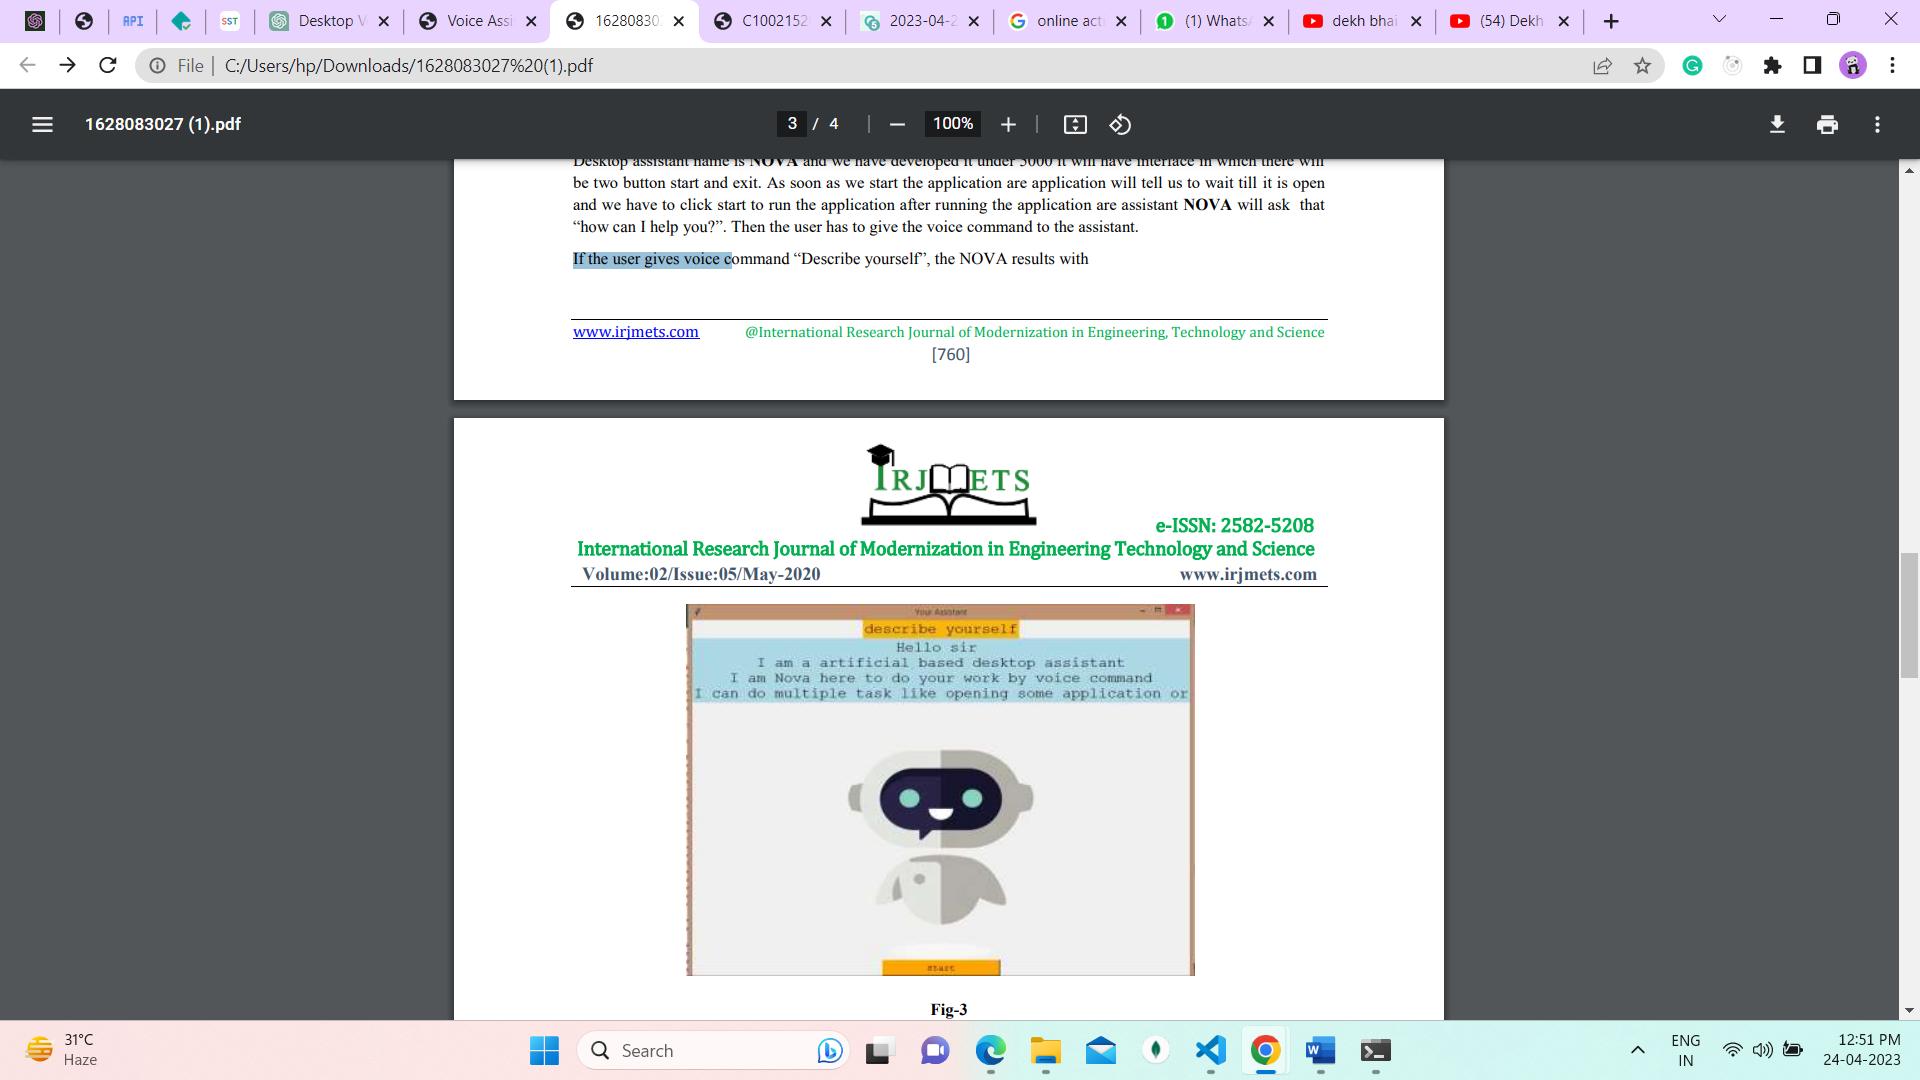 API
SST
Desktop V
Voice Assi
16280830
C1002152
2023-04-2
online act
(1) Whats
dekh bhai
(54) Dekh
File | C:/Users/hp/Downloads/1628083027%20(1).pdf
1628083027 (1).pdf
3 / 4
100%
Desktop assistant name is NOVA and we have developed it under 5000 it will have interface in which there will
be two button start and exit. As soon as we start the application are application will tell us to wait till it is open
and we have to click start to run the application after running the application are assistant NOVA will ask that
“how can I help you?”. Then the user has to give the voice command to the assistant.
If the user gives voice command “Describe yourself”, the NOVA results with
www.irjmets.com @International Research Journal of Modernization in Engineering, Technology and Science
[760]
IRJMETS
e-ISSN: 2582-5208
International Research Journal of Modernization in Engineering Technology and Science
Volume:02/Issue:05/May-2020 www.irjmets.com
Your Assistant
describe yourself
Hello sir
I am a artificial based desktop assistant
I am Nova here to do your work by voice command
I can do multiple task like opening some application or
start
Fig-3
31°C
Haze
Search
ENG
IN
12:51 PM
24-04-2023